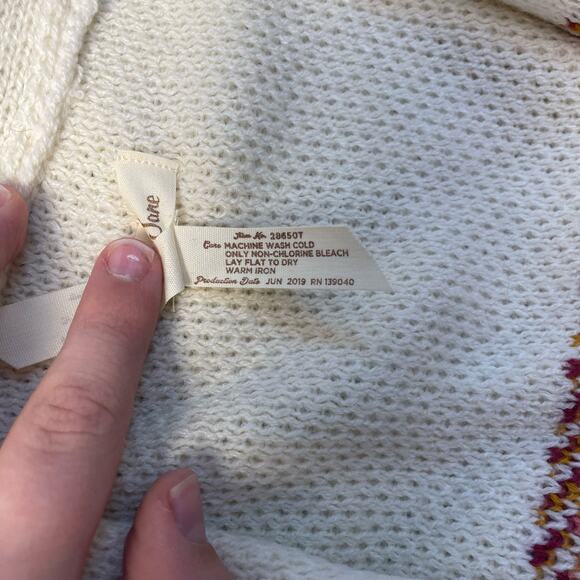 Jane
Item No. 28650T
Care MACHINE WASH COLD
ONLY NON-CHLORINE BLEACH
LAY FLAT TO DRY
WARM IRON
Production Date JUN 2019 RN 139040